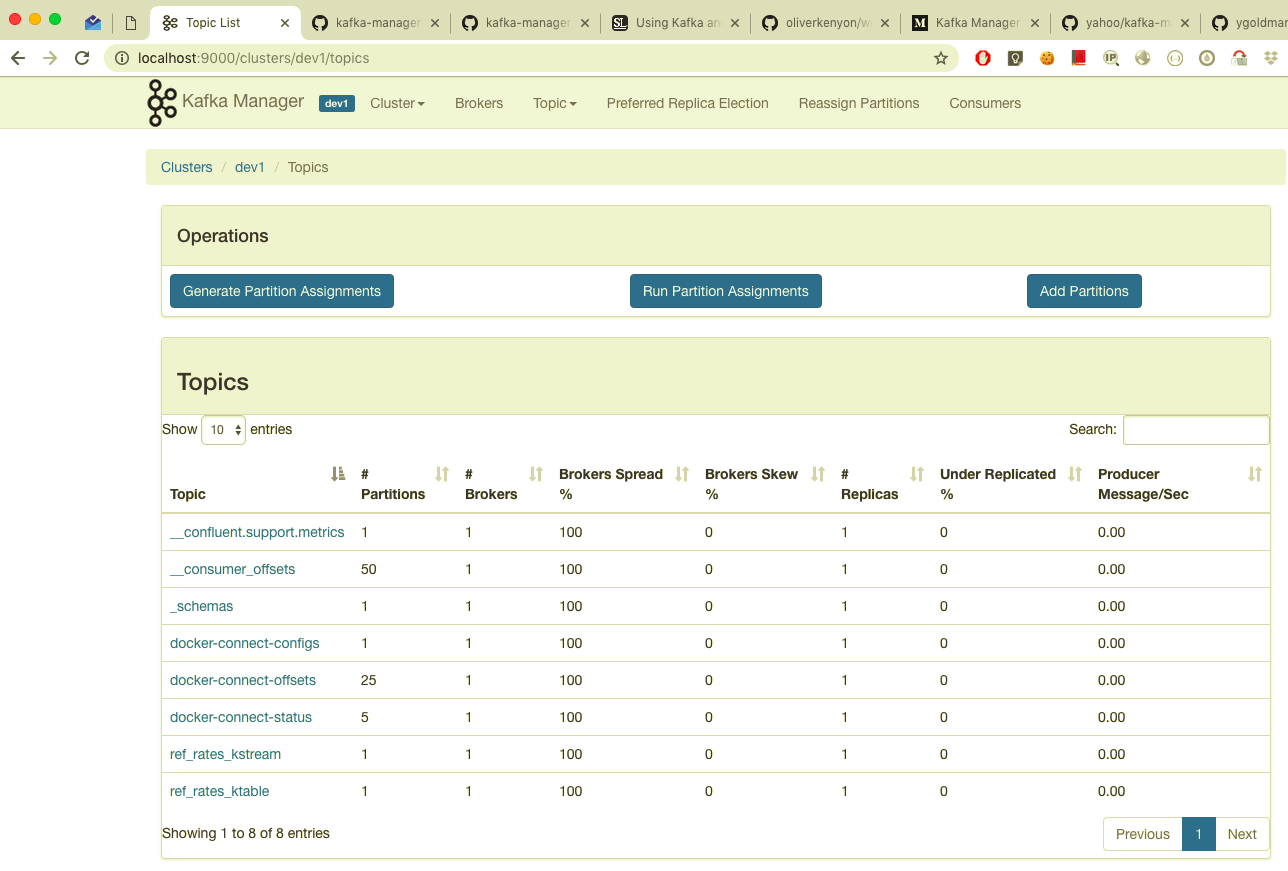 Topic List
kafka-manager
kafka-manager
Using Kafka an
oliverkenyon/
Kafka Manager
yahoo/kafka-m
ygoldman
localhost:9000/clusters/dev1/topics
Kafka Manager dev1 Cluster Brokers Topic Preferred Replica Election Reassign Partitions Consumers
Clusters / dev1 / Topics
Operations
Generate Partition Assignments Run Partition Assignments Add Partitions
Topics
Show 10 entries Search:
Topic # Partitions # Brokers Brokers Spread % Brokers Skew % # Replicas Under Replicated % Producer Message/Sec
__confluent.support.metrics 1 1 100 0 1 0 0.00
__consumer_offsets 50 1 100 0 1 0 0.00
_schemas 1 1 100 0 1 0 0.00
docker-connect-configs 1 1 100 0 1 0 0.00
docker-connect-offsets 25 1 100 0 1 0 0.00
docker-connect-status 5 1 100 0 1 0 0.00
ref_rates_kstream 1 1 100 0 1 0 0.00
ref_rates_ktable 1 1 100 0 1 0 0.00
Showing 1 to 8 of 8 entries Previous 1 Next